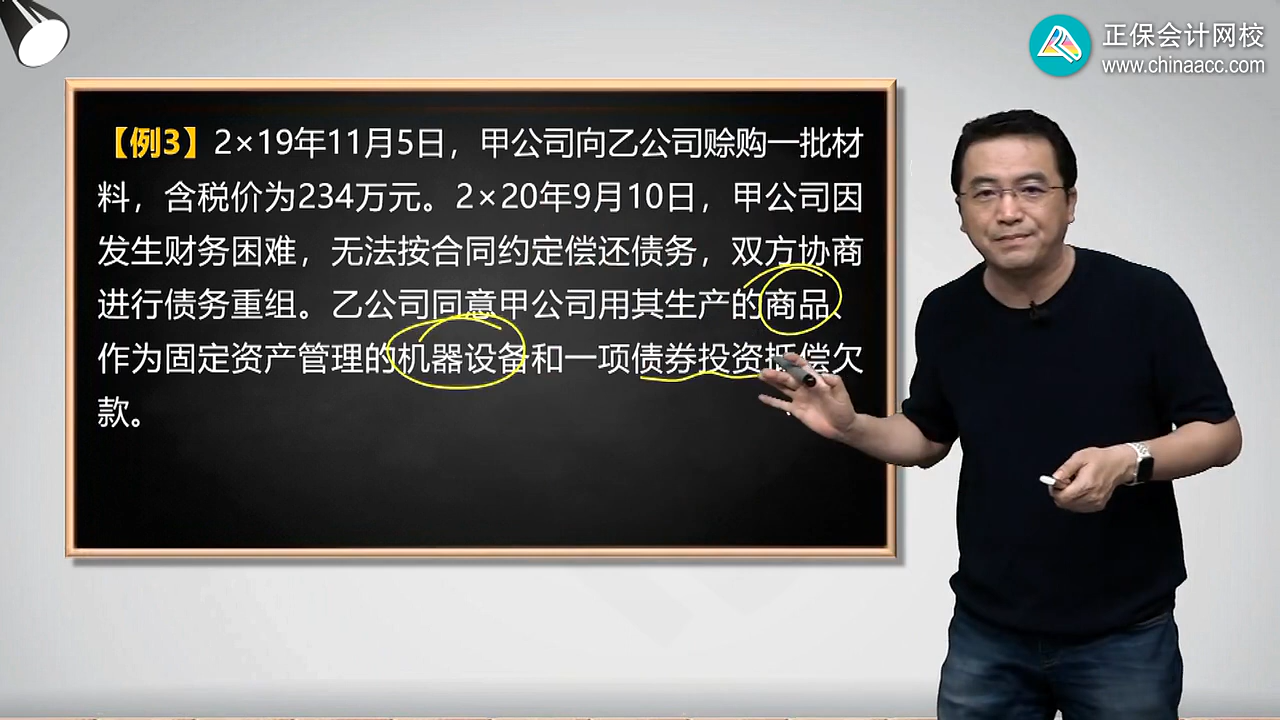 正保会计网校
www.chinaacc.com
【例3】2×19年11月5日，甲公司向乙公司赊购一批材
料，含税价为234万元。2×20年9月10日，甲公司因
发生财务困难，无法按合同约定偿还债务，双方协商
进行债务重组。乙公司同意甲公司用其生产的商品、
作为固定资产管理的机器设备和一项债券投资抵偿欠
款。